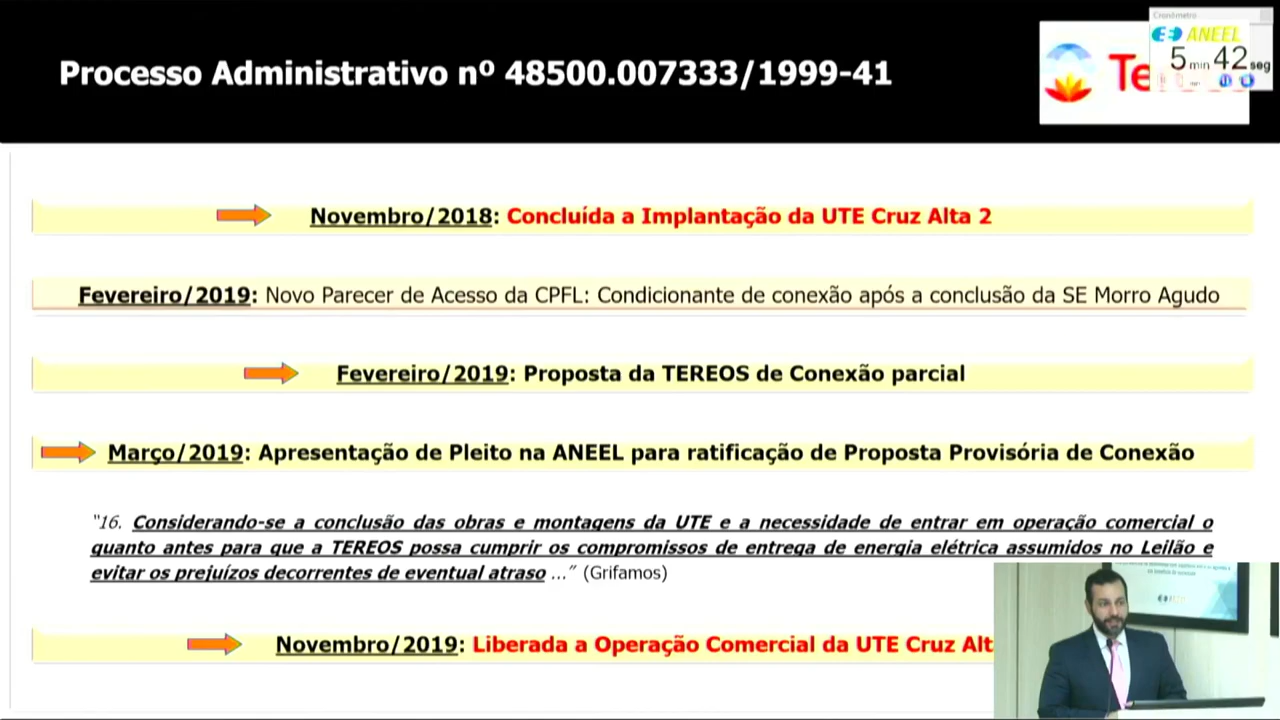 Cronômetro
ANEEL
5 min 42 seg
Processo Administrativo nº 48500.007333/1999-41
Te
Novembro/2018: Concluída a Implantação da UTE Cruz Alta 2
Fevereiro/2019: Novo Parecer de Acesso da CPFL: Condicionante de conexão após a conclusão da SE Morro Agudo
Fevereiro/2019: Proposta da TEREOS de Conexão parcial
Março/2019: Apresentação de Pleito na ANEEL para ratificação de Proposta Provisória de Conexão
"16. Considerando-se a conclusão das obras e montagens da UTE e a necessidade de entrar em operação comercial o
quanto antes para que a TEREOS possa cumprir os compromissos de entrega de energia elétrica assumidos no Leilão e
evitar os prejuízos decorrentes de eventual atraso ..." (Grifamos)
Novembro/2019: Liberada a Operação Comercial da UTE Cruz Alt